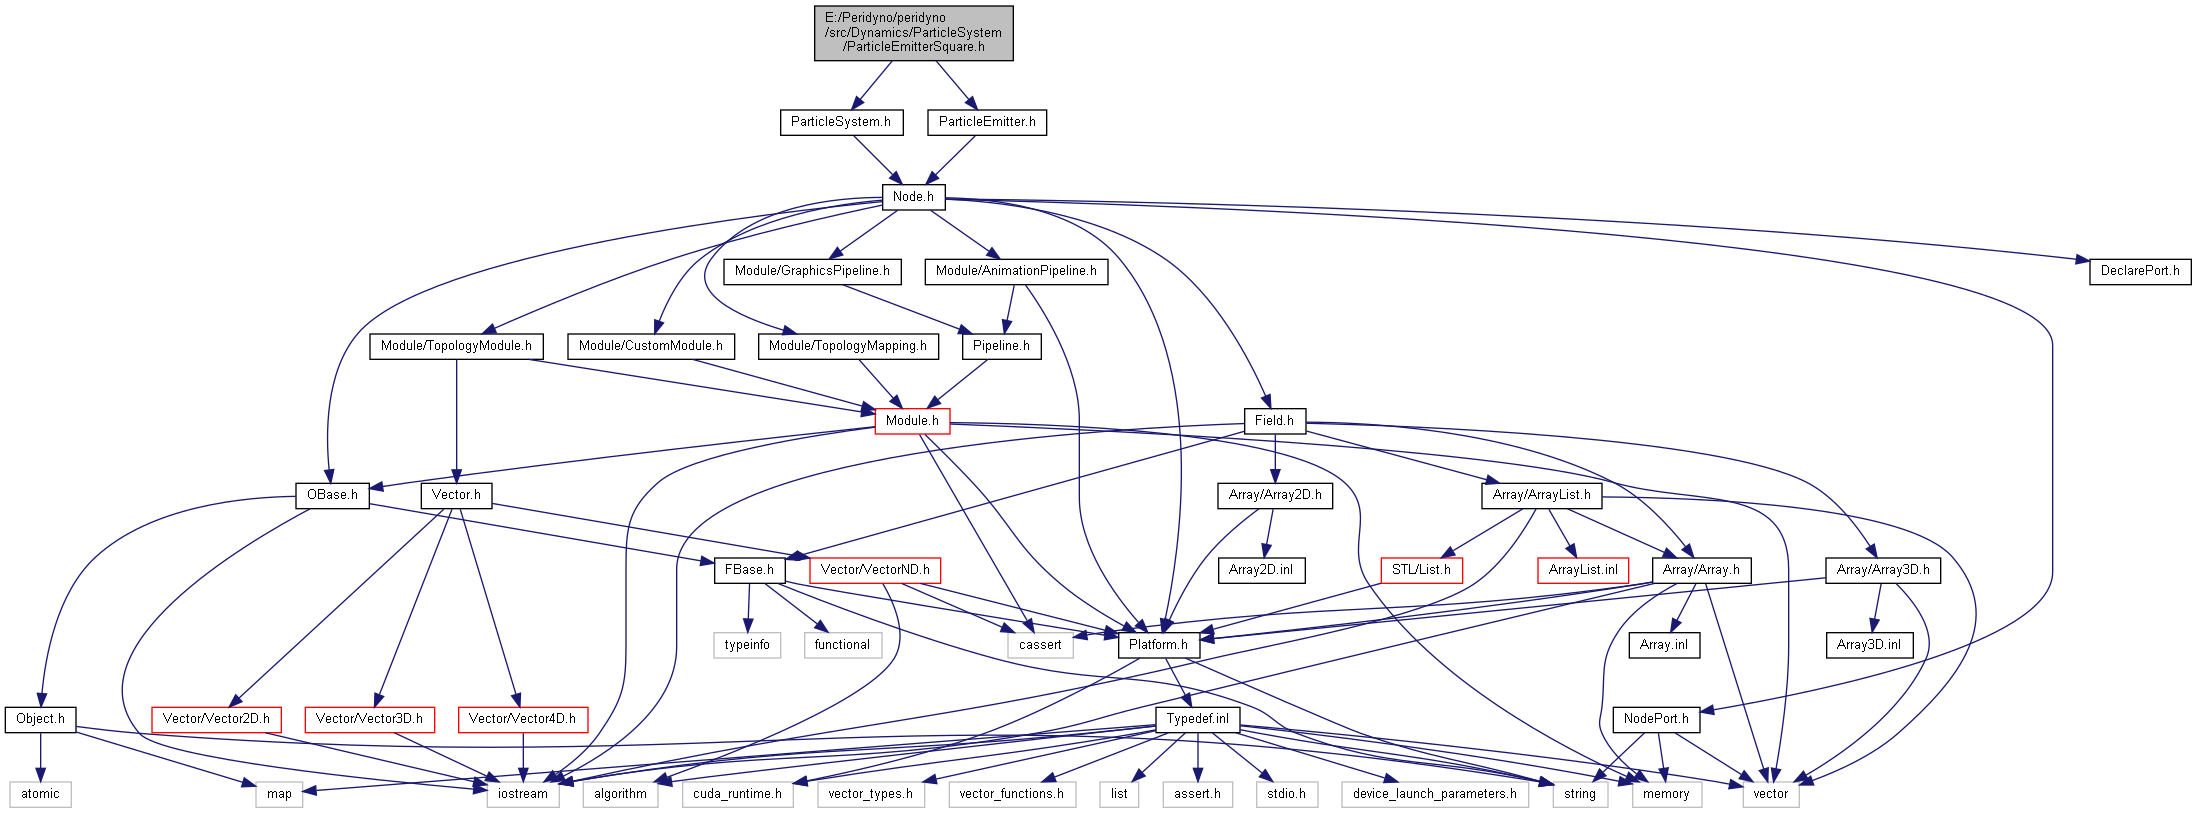 E:/Peridyno/peridyno
/src/Dynamics/ParticleSystem
/ParticleEmitterSquare.h
ParticleSystem.h
ParticleEmitter.h
Node.h
Module/GraphicsPipeline.h
Module/AnimationPipeline.h
DeclarePort.h
Module/TopologyModule.h
Module/CustomModule.h
Module/TopologyMapping.h
Pipeline.h
Module.h
Field.h
OBase.h
Vector.h
Array/Array2D.h
Array/ArrayList.h
FBase.h
Vector/VectorND.h
Array2D.inl
STL/List.h
ArrayList.inl
Array/Array.h
Array/Array3D.h
typeinfo
functional
cassert
Platform.h
Array.inl
Array3D.inl
Object.h
Vector/Vector2D.h
Vector/Vector3D.h
Vector/Vector4D.h
Typedef.inl
NodePort.h
atomic
map
iostream
algorithm
cuda_runtime.h
vector_types.h
vector_functions.h
list
assert.h
stdio.h
device_launch_parameters.h
string
memory
vector